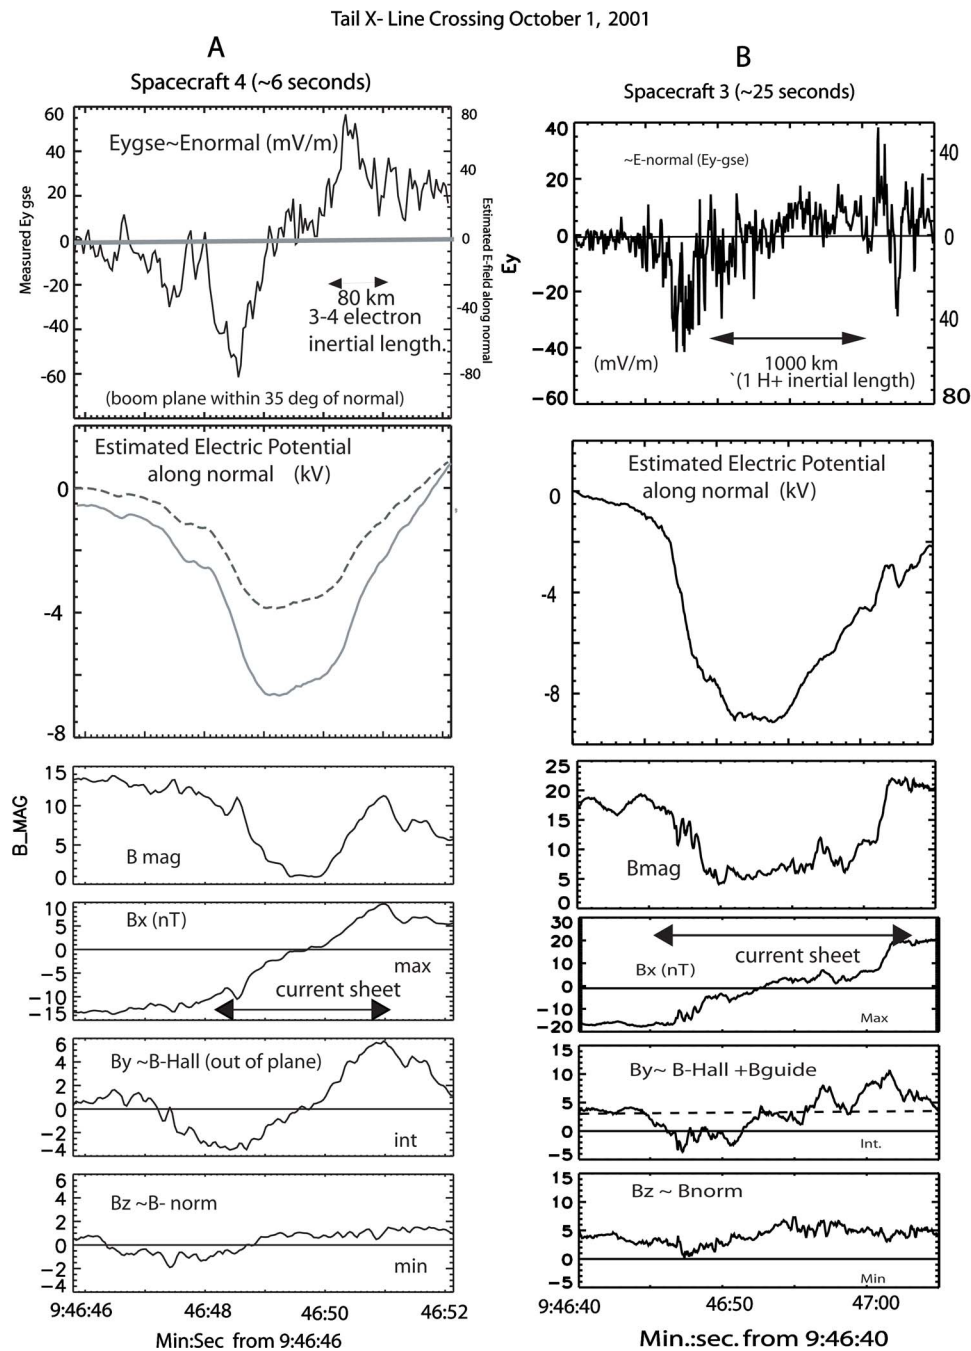 Tail X- Line Crossing October 1, 2001
A
Spacecraft 4 (~6 seconds)
60
40
20
0
-20
-40
-60
Measured Ey gse
Eygse~Enormal (mV/m)
80 km
3-4 electron
inertial length.
(boom plane within 35 deg of normal)
80
40
0
-40
-80
Estimated E-field along normal
Estimated Electric Potential
along normal (kV)
0
-4
-8
B_MAG
15
10
5
0
B mag
10
5
0
-5
-10
-15
Bx (nT)
max
current sheet
6
4
2
0
-2
-4
By ~B-Hall (out of plane)
int
6
4
2
0
-2
-4
Bz ~B- norm
min
9:46:46 46:48 46:50 46:52
Min:Sec from 9:46:46
B
Spacecraft 3 (~25 seconds)
40
20
0
-20
-40
-60
Ey
~E-normal (Ey-gse)
(mV/m)
1000 km
`(1 H+ inertial length)
40
0
40
80
Estimated Electric Potential
along normal (kV)
0
-4
-8
25
20
15
10
5
0
Bmag
30
20
10
0
-10
-20
Bx (nT)
current sheet
Max
15
10
5
0
-5
By~ B-Hall +Bguide
Int.
15
10
5
0
-5
Bz ~ Bnorm
Min
9:46:40 46:50 47:00
Min.:sec. from 9:46:40